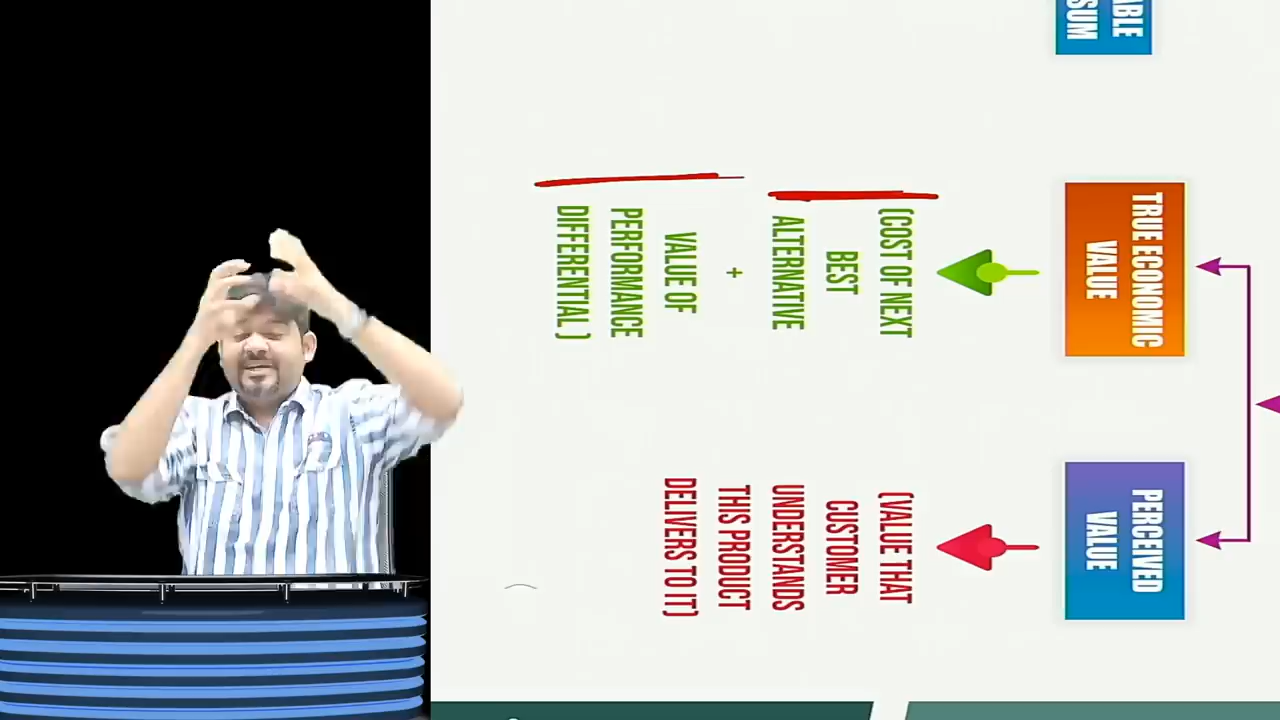 ABLE
SUM
TRUE ECONOMIC
VALUE
(COST OF NEXT
BEST
ALTERNATIVE
+
VALUE OF
PERFORMANCE
DIFFERENTIAL )
PERCEIVED
VALUE
(VALUE THAT
CUSTOMER
UNDERSTANDS
THIS PRODUCT
DELIVERS TO IT)